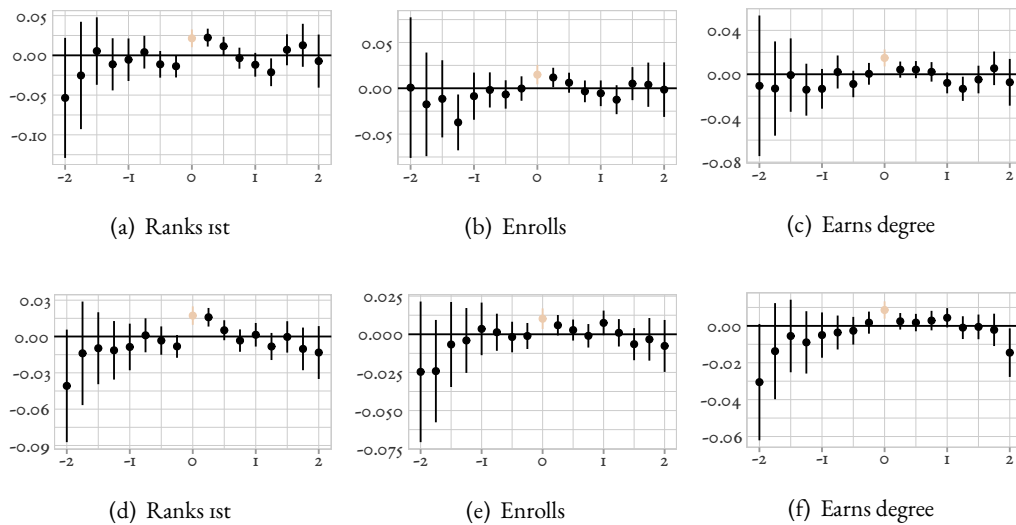 0.05
0.00
-0.05
-0.10
-2 -1 0 1 2
(a) Ranks 1st
0.05
0.00
0.05
-2 -1 0 1 2
(b) Enrolls
0.04
0.00
-0.04
-0.08
-2 -1 0 1 2
(c) Earns degree
0.03
0.00
-0.03
-0.06
-0.09
-2 -1 0 1 2
(d) Ranks 1st
0.025
0.000
-0.025
-0.050
-0.075
-2 -1 0 1 2
(e) Enrolls
0.00
-0.02
-0.04
-0.06
-2 -1 0 1 2
(f) Earns degree